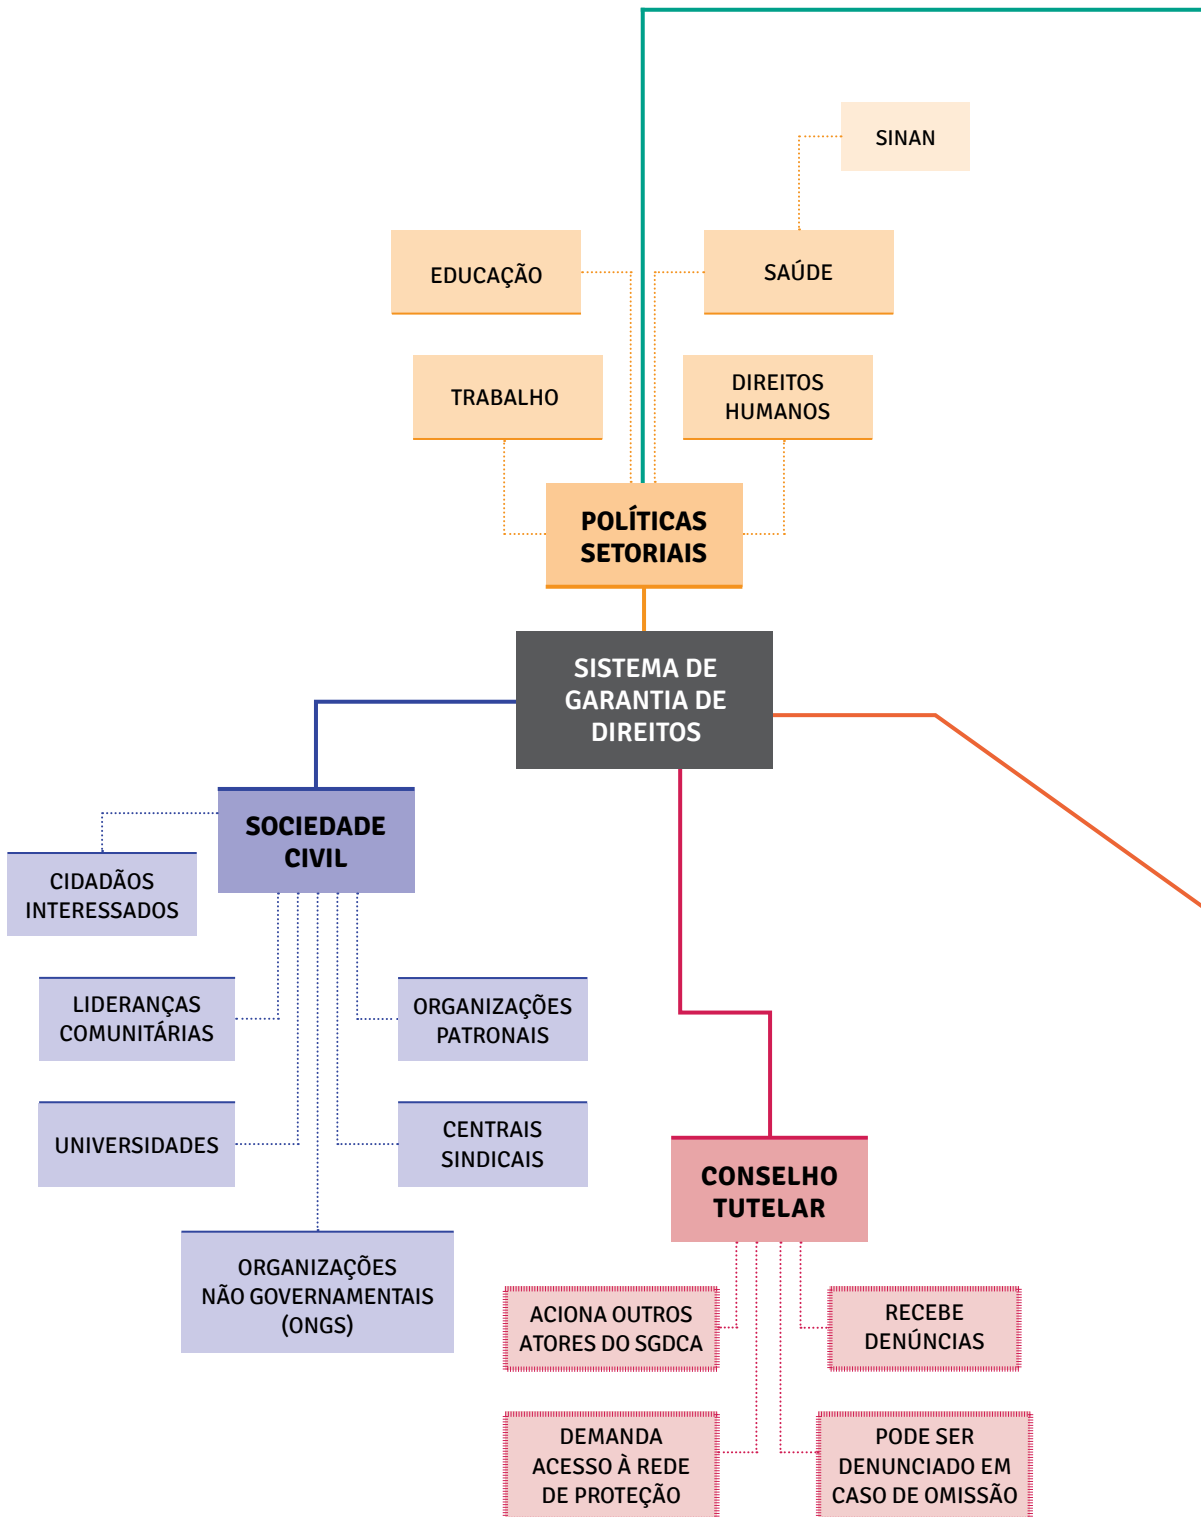 SINAN
EDUCAÇÃO
SAÚDE
TRABALHO
DIREITOS
HUMANOS
POLÍTICAS
SETORIAIS
SISTEMA DE
GARANTIA DE
DIREITOS
SOCIEDADE
CIVIL
CIDADÃOS
INTERESSADOS
LIDERANÇAS
COMUNITÁRIAS
ORGANIZAÇÕES
PATRONAIS
UNIVERSIDADES
CENTRAIS
SINDICAIS
ORGANIZAÇÕES
NÃO GOVERNAMENTAIS
(ONGS)
CONSELHO
TUTELAR
ACIONA OUTROS
ATORES DO SGDCA
RECEBE
DENÚNCIAS
DEMANDA
ACESSO À REDE
DE PROTEÇÃO
PODE SER
DENUNCIADO EM
CASO DE OMISSÃO